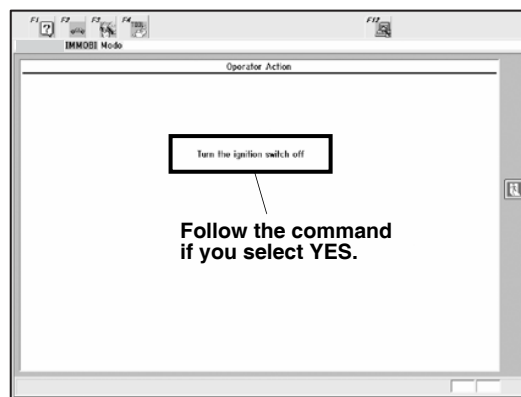 F1 F2 F3 F4 F12
IMMOBI Mode
Operator Action
Turn the ignition switch off
Follow the command
if you select YES.